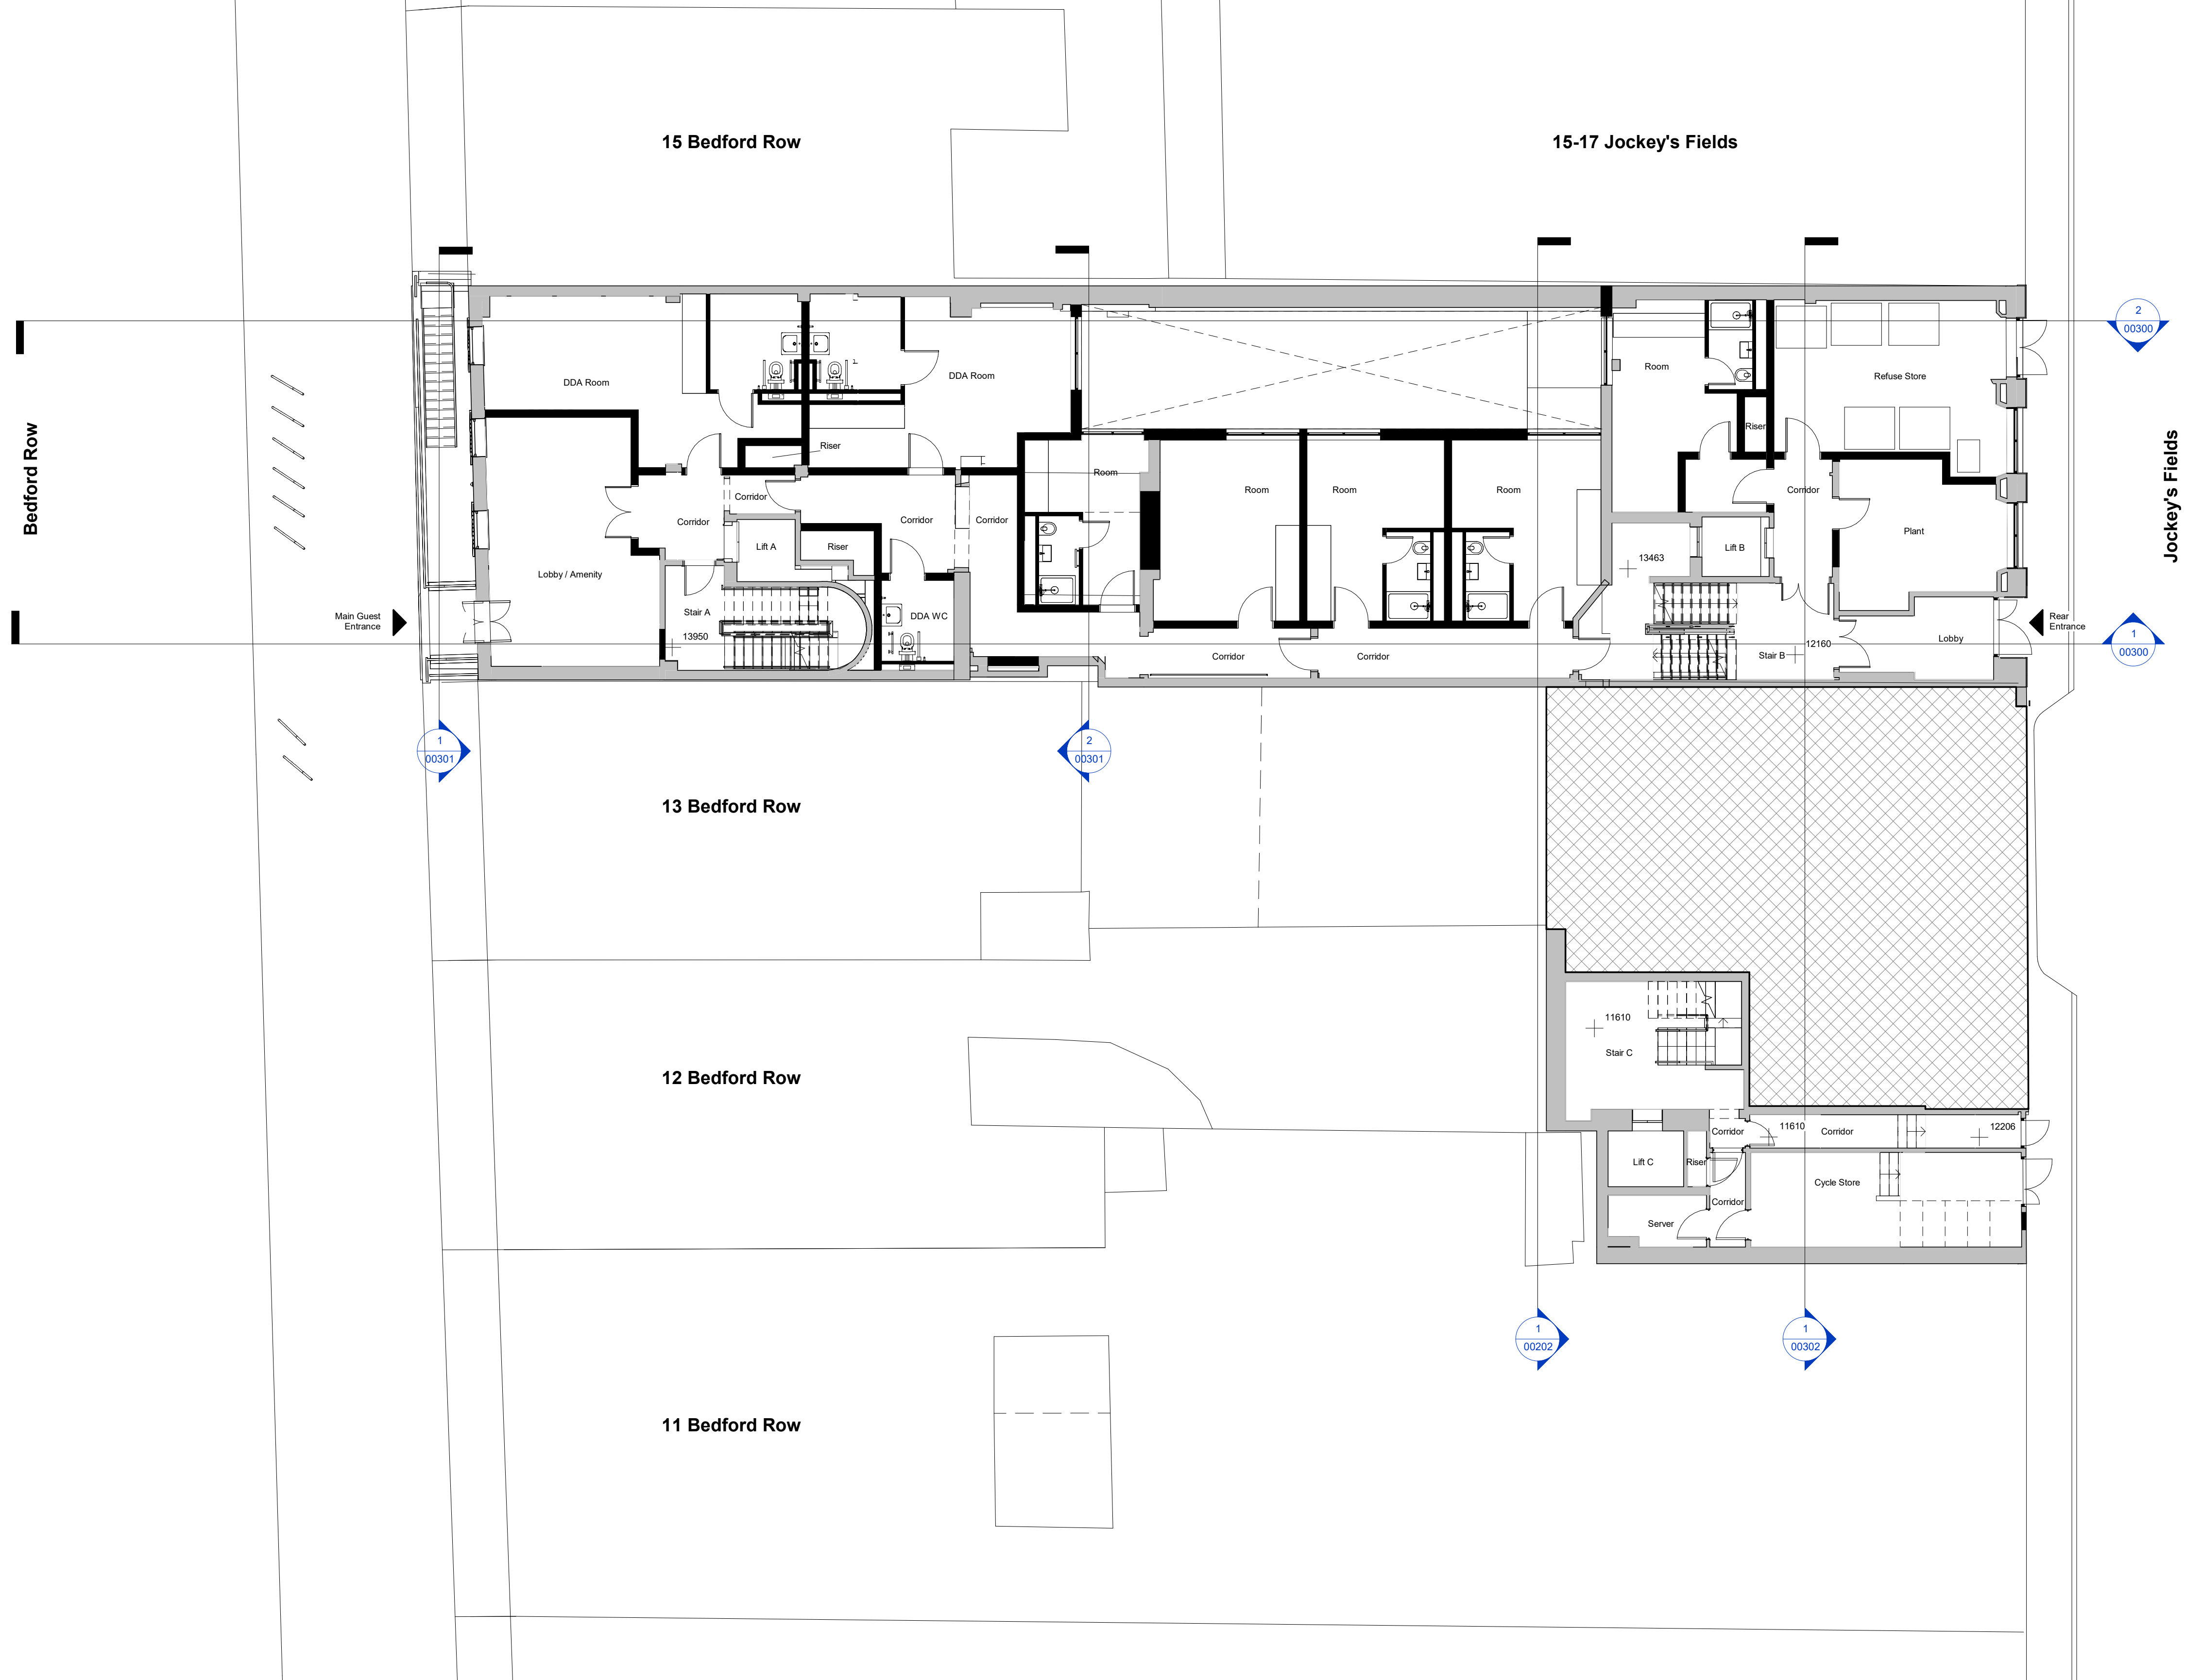 15 Bedford Row
15-17 Jockey's Fields
2
00300
DDA Room
DDA Room
Room
Refuse Store
Riser
Riser
Room
Room
Room
Room
Corridor
Corridor
Corridor
Corridor
Corridor
Bedford Row
Jockey's Fields
Lift A
Riser
Lift B
Plant
13463
Lobby / Amenity
Main Guest
Entrance
Stair A
13950
DDA WC
Rear
Entrance
Lobby
12160
Stair B
Corridor
Corridor
1
00300
1
00301
2
00301
13 Bedford Row
11610
Stair C
12 Bedford Row
Corridor
11610
Corridor
12206
Lift C
Riser
Cycle Store
Corridor
Server
1
00202
1
00302
11 Bedford Row